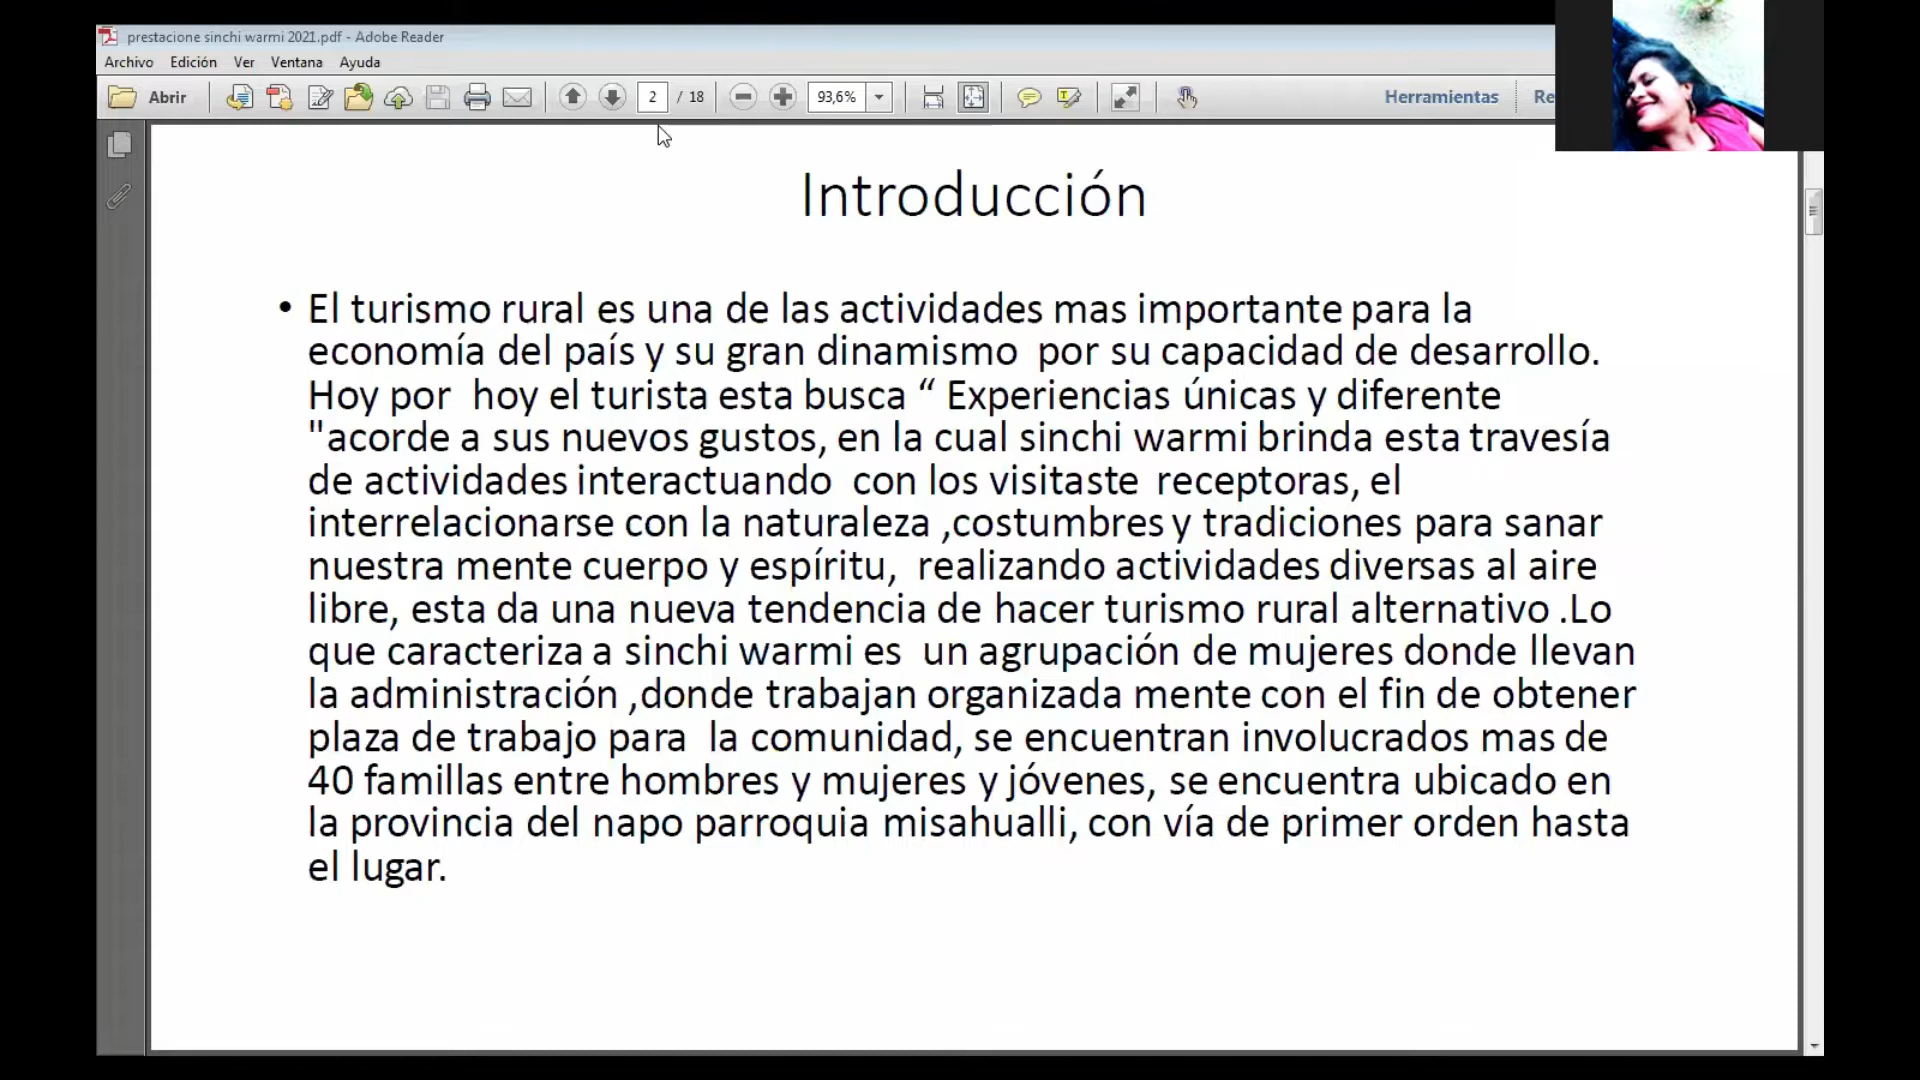 prestacione sinchi warmi 2021.pdf - Adobe Reader
Archivo Edición Ver Ventana Ayuda
Abrir 2 / 18 93,6% Herramientas Re
Introducción
• El turismo rural es una de las actividades mas importante para la
economía del país y su gran dinamismo por su capacidad de desarrollo.
Hoy por hoy el turista esta busca “ Experiencias únicas y diferente
"acorde a sus nuevos gustos, en la cual sinchi warmi brinda esta travesía
de actividades interactuando con los visitaste receptoras, el
interrelacionarse con la naturaleza ,costumbres y tradiciones para sanar
nuestra mente cuerpo y espíritu, realizando actividades diversas al aire
libre, esta da una nueva tendencia de hacer turismo rural alternativo .Lo
que caracteriza a sinchi warmi es un agrupación de mujeres donde llevan
la administración ,donde trabajan organizada mente con el fin de obtener
plaza de trabajo para la comunidad, se encuentran involucrados mas de
40 famillas entre hombres y mujeres y jóvenes, se encuentra ubicado en
la provincia del napo parroquia misahualli, con vía de primer orden hasta
el lugar.